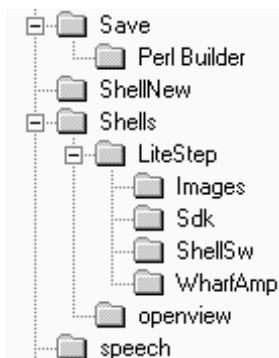 Save
Perl Builder
ShellNew
Shells
LiteStep
Images
Sdk
ShellSw
WharfAmp
openview
speech